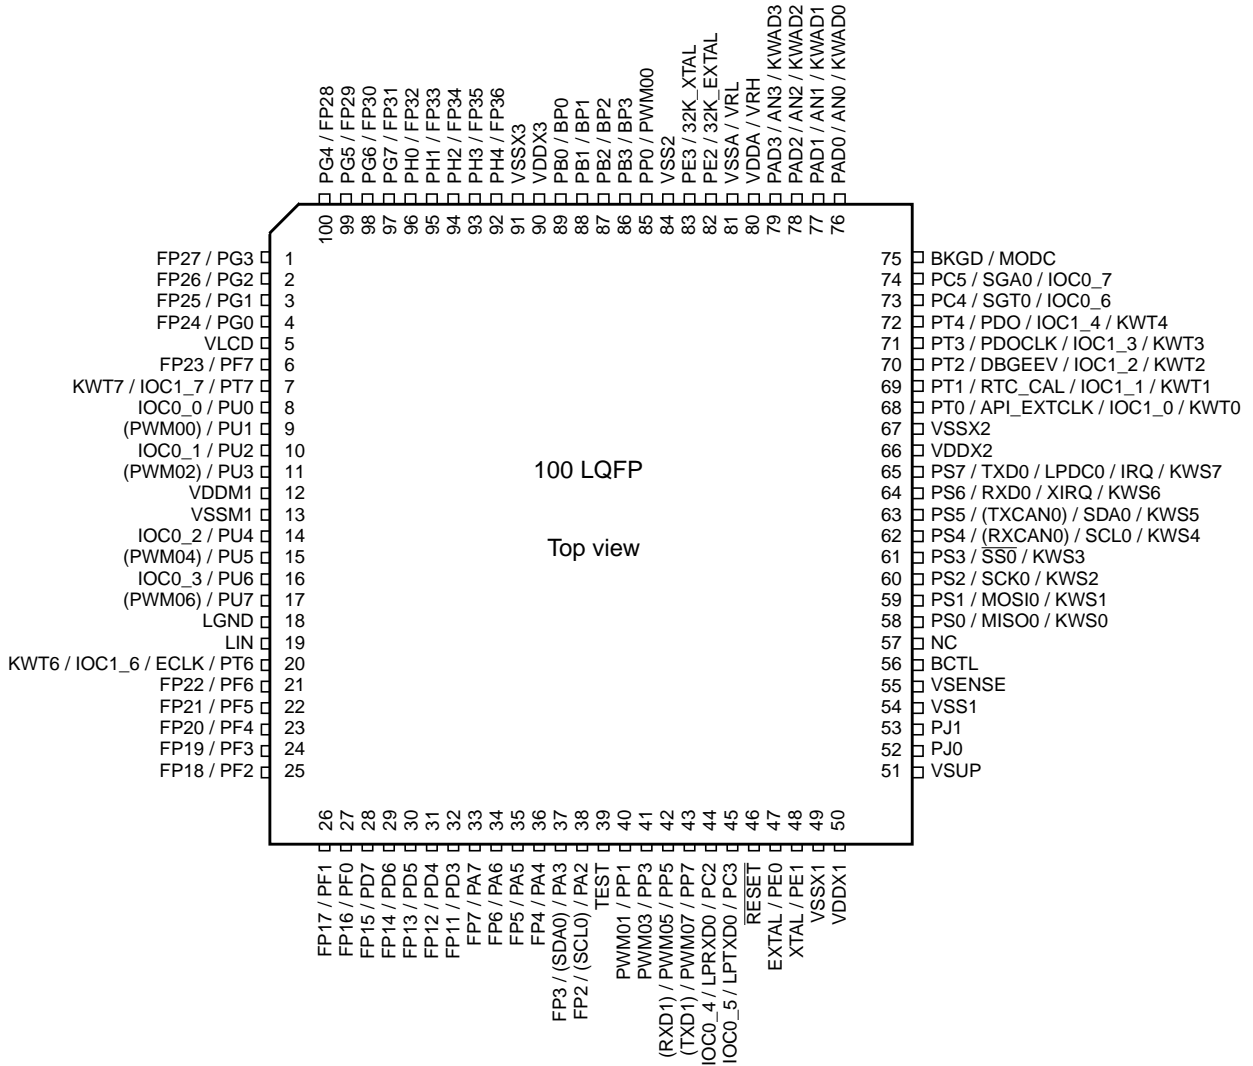 PG4 / FP28
PG5 / FP29
PG6 / FP30
PG7 / FP31
PH0 / FP32
PH1 / FP33
PH2 / FP34
PH3 / FP35
PH4 / FP36
VSSX3
VDDX3
PB0 / BP0
PB1 / BP1
PB2 / BP2
PB3 / BP3
PP0 / PWM00
VSS2
PE3 / 32K_XTAL
PE2 / 32K_EXTAL
VSSA / VRL
VDDA / VRH
PAD3 / AN3 / KWAD3
PAD2 / AN2 / KWAD2
PAD1 / AN1 / KWAD1
PAD0 / AN0 / KWAD0
100
99
98
97
96
95
94
93
92
91
90
89
88
87
86
85
84
83
82
81
80
79
78
77
76
FP27 / PG3 1
FP26 / PG2 2
FP25 / PG1 3
FP24 / PG0 4
VLCD 5
FP23 / PF7 6
KWT7 / IOC1_7 / PT7 7
IOC0_0 / PU0 8
(PWM00) / PU1 9
IOC0_1 / PU2 10
(PWM02) / PU3 11
VDDM1 12
VSSM1 13
IOC0_2 / PU4 14
(PWM04) / PU5 15
IOC0_3 / PU6 16
(PWM06) / PU7 17
LGND 18
LIN 19
KWT6 / IOC1_6 / ECLK / PT6 20
FP22 / PF6 21
FP21 / PF5 22
FP20 / PF4 23
FP19 / PF3 24
FP18 / PF2 25
100 LQFP
Top view
75 BKGD / MODC
74 PC5 / SGA0 / IOC0_7
73 PC4 / SGT0 / IOC0_6
72 PT4 / PDO / IOC1_4 / KWT4
71 PT3 / PDOCLK / IOC1_3 / KWT3
70 PT2 / DBGEEV / IOC1_2 / KWT2
69 PT1 / RTC_CAL / IOC1_1 / KWT1
68 PT0 / API_EXTCLK / IOC1_0 / KWT0
67 VSSX2
66 VDDX2
65 PS7 / TXD0 / LPDC0 / IRQ / KWS7
64 PS6 / RXD0 / XIRQ / KWS6
63 PS5 / (TXCAN0) / SDA0 / KWS5
62 PS4 / (RXCAN0) / SCL0 / KWS4
61 PS3 / SS0 / KWS3
60 PS2 / SCK0 / KWS2
59 PS1 / MOSI0 / KWS1
58 PS0 / MISO0 / KWS0
57 NC
56 BCTL
55 VSENSE
54 VSS1
53 PJ1
52 PJ0
51 VSUP
26
27
28
29
30
31
32
33
34
35
36
37
38
39
40
41
42
43
44
45
46
47
48
49
50
FP17 / PF1
FP16 / PF0
FP15 / PD7
FP14 / PD6
FP13 / PD5
FP12 / PD4
FP11 / PD3
FP7 / PA7
FP6 / PA6
FP5 / PA5
FP4 / PA4
FP3 / (SDA0) / PA3
FP2 / (SCL0) / PA2
TEST
PWM01 / PP1
PWM03 / PP3
(RXD1) / PWM05 / PP5
(TXD1) / PWM07 / PP7
IOC0_4 / LPRXD0 / PC2
IOC0_5 / LPTXD0 / PC3
RESET
EXTAL / PE0
XTAL / PE1
VSSX1
VDDX1